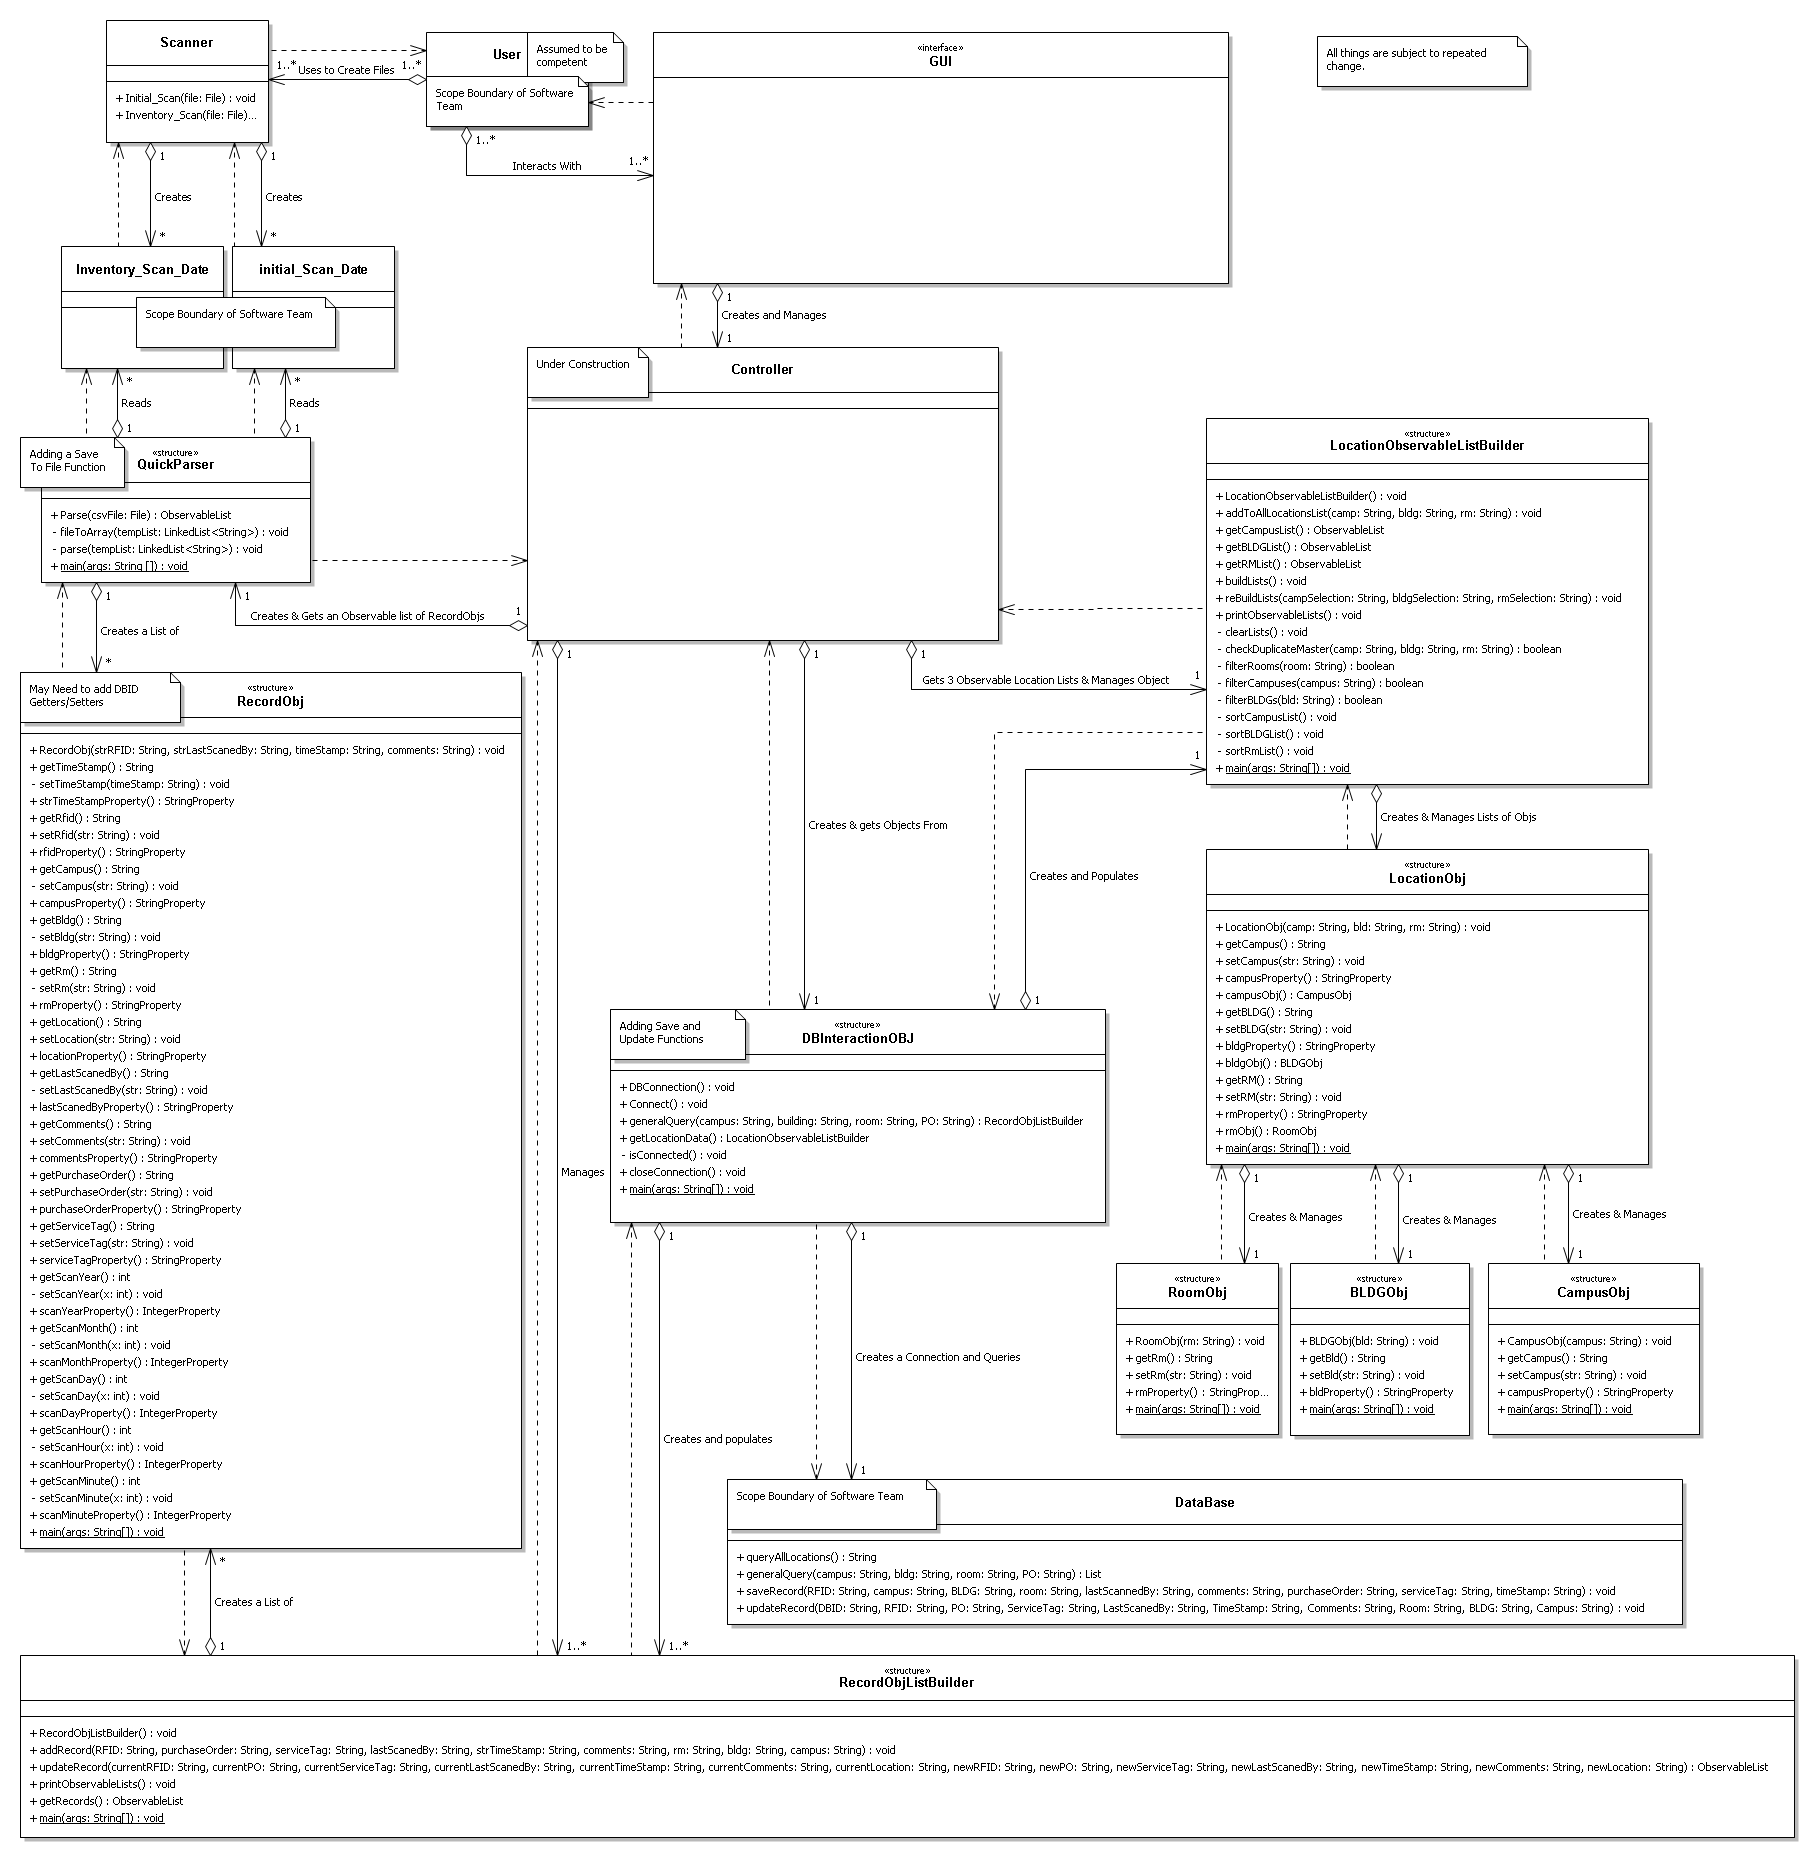 Scanner
+ Initial_Scan(file: File) : void
+ Inventory_Scan(file: File)...
User
Assumed to be
competent
Scope Boundary of Software
Team
1..*
Uses to Create Files
1..*
«interface»
GUI
All things are subject to repeated
change.
1..*
Interacts With
1..*
1
Creates
*
1
Creates
*
Inventory_Scan_Date
initial_Scan_Date
Scope Boundary of Software Team
1
Creates and Manages
1
Under Construction
Controller
*
Reads
1
*
Reads
1
Adding a Save
To File Function
«structure»
QuickParser
+ Parse(csvFile: File) : ObservableList
- fileToArray(tempList: LinkedList<String>) : void
- parse(tempList: LinkedList<String>) : void
+ main(args: String []) : void
1
Creates & Gets an Observable list of RecordObjs
1
1
Creates a List of
*
«structure»
LocationObservableListBuilder
+ LocationObservableListBuilder() : void
+ addToAllLocationsList(camp: String, bldg: String, rm: String) : void
+ getCampusList() : ObservableList
+ getBLDGList() : ObservableList
+ getRMList() : ObservableList
+ buildLists() : void
+ reBuildLists(campSelection: String, bldgSelection: String, rmSelection: String) : void
+ printObservableLists() : void
- clearLists() : void
- checkDuplicateMaster(camp: String, bldg: String, rm: String) : boolean
- filterRooms(room: String) : boolean
- filterCampuses(campus: String) : boolean
- filterBLDGs(bld: String) : boolean
- sortCampusList() : void
- sortBLDGList() : void
- sortRmList() : void
+ main(args: String[]) : void
1
1
1
Gets 3 Observable Location Lists & Manages Object
1
1
May Need to add DBID
Getters/Setters
«structure»
RecordObj
+ RecordObj(strRFID: String, strLastScanedBy: String, timeStamp: String, comments: String) : void
+ getTimeStamp() : String
- setTimeStamp(timeStamp: String) : void
+ strTimeStampProperty() : StringProperty
+ getRfid() : String
+ setRfid(str: String) : void
+ rfidProperty() : StringProperty
+ getCampus() : String
- setCampus(str: String) : void
+ campusProperty() : StringProperty
+ getBldg() : String
- setBldg(str: String) : void
+ bldgProperty() : StringProperty
+ getRm() : String
- setRm(str: String) : void
+ rmProperty() : StringProperty
+ getLocation() : String
+ setLocation(str: String) : void
+ locationProperty() : StringProperty
+ getLastScanedBy() : String
- setLastScanedBy(str: String) : void
+ lastScanedByProperty() : StringProperty
+ getComments() : String
+ setComments(str: String) : void
+ commentsProperty() : StringProperty
+ getPurchaseOrder() : String
+ setPurchaseOrder(str: String) : void
+ purchaseOrderProperty() : StringProperty
+ getServiceTag() : String
+ setServiceTag(str: String) : void
+ serviceTagProperty() : StringProperty
+ getScanYear() : int
- setScanYear(x: int) : void
+ scanYearProperty() : IntegerProperty
+ getScanMonth() : int
- setScanMonth(x: int) : void
+ scanMonthProperty() : IntegerProperty
+ getScanDay() : int
- setScanDay(x: int) : void
+ scanDayProperty() : IntegerProperty
+ getScanHour() : int
- setScanHour(x: int) : void
+ scanHourProperty() : IntegerProperty
+ getScanMinute() : int
- setScanMinute(x: int) : void
+ scanMinuteProperty() : IntegerProperty
+ main(args: String[]) : void
Creates & gets Objects From
1
Creates and Populates
1
Creates & Manages Lists of Objs
«structure»
LocationObj
+ LocationObj(camp: String, bld: String, rm: String) : void
+ getCampus() : String
+ setCampus(str: String) : void
+ campusProperty() : StringProperty
+ campusObj() : CampusObj
+ getBLDG() : String
+ setBLDG(str: String) : void
+ bldgProperty() : StringProperty
+ bldgObj() : BLDGObj
+ getRM() : String
+ setRM(str: String) : void
+ rmProperty() : StringProperty
+ rmObj() : RoomObj
+ main(args: String[]) : void
Adding Save and
Update Functions
«structure»
DBInteractionOBJ
+ DBConnection() : void
+ Connect() : void
+ generalQuery(campus: String, building: String, room: String, PO: String) : RecordObjListBuilder
+ getLocationData() : LocationObservableListBuilder
- isConnected() : void
+ closeConnection() : void
+ main(args: String[]) : void
Manages
1
Creates & Manages
1
1
Creates & Manages
1
1
Creates & Manages
1
«structure»
RoomObj
+ RoomObj(rm: String) : void
+ getRm() : String
+ setRm(str: String) : void
+ rmProperty() : StringProp...
+ main(args: String[]) : void
«structure»
BLDGObj
+ BLDGObj(bld: String) : void
+ getBld() : String
+ setBld(str: String) : void
+ bldProperty() : StringProperty
+ main(args: String[]) : void
«structure»
CampusObj
+ CampusObj(campus: String) : void
+ getCampus() : String
+ setCampus(str: String) : void
+ campusProperty() : StringProperty
+ main(args: String[]) : void
1
Creates and populates
1..*
1
Creates a Connection and Queries
1
Scope Boundary of Software Team
DataBase
+ queryAllLocations() : String
+ generalQuery(campus: String, bldg: String, room: String, PO: String) : List
+ saveRecord(RFID: String, campus: String, BLDG: String, room: String, lastScannedBy: String, comments: String, purchaseOrder: String, serviceTag: String, timeStamp: String) : void
+ updateRecord(DBID: String, RFID: String, PO: String, ServiceTag: String, LastScanedBy: String, TimeStamp: String, Comments: String, Room: String, BLDG: String, Campus: String) : void
*
Creates a List of
1
1..*
«structure»
RecordObjListBuilder
+ RecordObjListBuilder() : void
+ addRecord(RFID: String, purchaseOrder: String, serviceTag: String, lastScanedBy: String, strTimeStamp: String, comments: String, rm: String, bldg: String, campus: String) : void
+ updateRecord(currentRFID: String, currentPO: String, currentServiceTag: String, currentLastScanedBy: String, currentTimeStamp: String, currentComments: String, currentLocation: String, newRFID: String, newPO: String, newServiceTag: String, newLastScanedBy: String, newTimeStamp: String, newComments: String, newLocation: String) : ObservableList
+ printObservableLists() : void
+ getRecords() : ObservableList
+ main(args: String[]) : void